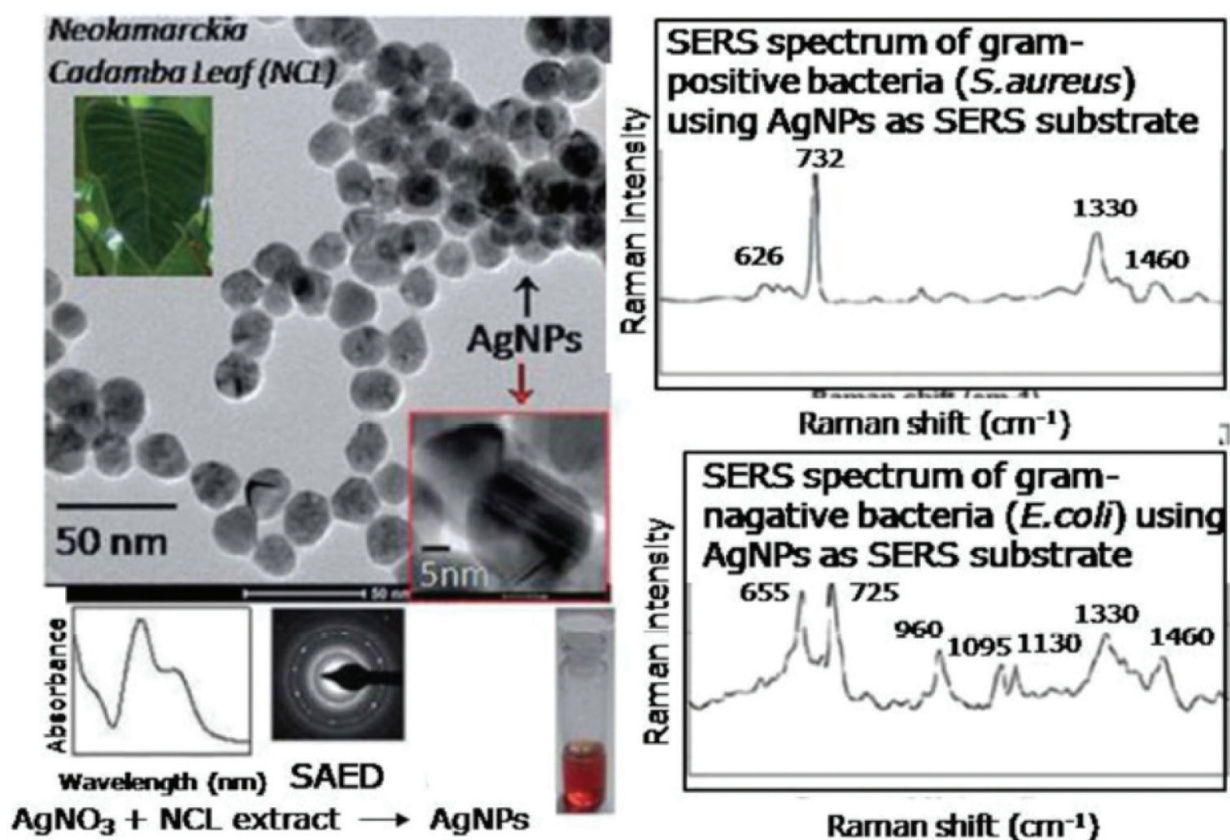 Neolamarckia
Cadamba Leaf (NCL)
AgNPs
50 nm
5nm
50 nm
Absorbance
Wavelength (nm)
SAED
AgNO₃ + NCL extract → AgNPs
SERS spectrum of gram-
positive bacteria (S.aureus)
using AgNPs as SERS substrate
Raman Intensity
626
732
1330
1460
Raman shift (cm⁻¹)
SERS spectrum of gram-
nagative bacteria (E.coli) using
AgNPs as SERS substrate
Raman Intensity
655
725
960
1095
1130
1330
1460
Raman shift (cm⁻¹)